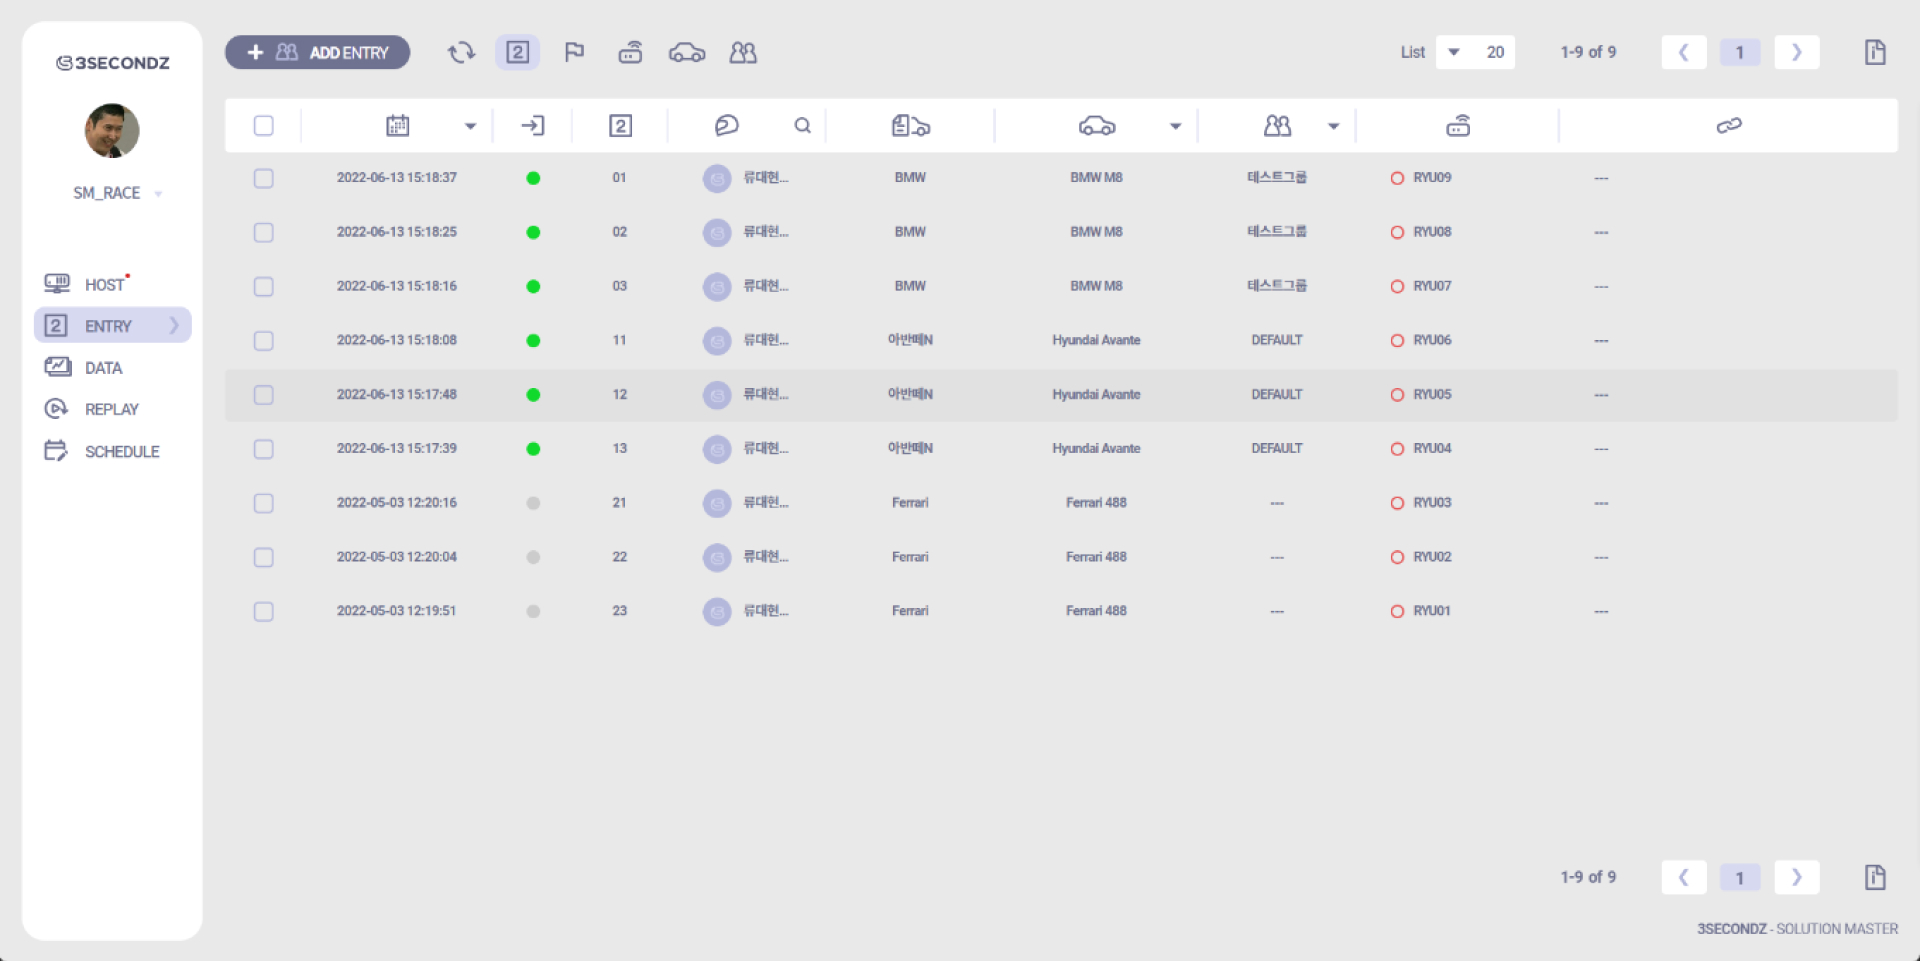 3SECONDZ
SM_RACE
HOST
2 ENTRY
DATA
REPLAY
SCHEDULE
+ ADD ENTRY 2 List 20 1-9 of 9 1
2
2022-06-13 15:18:37 01 류대현... BMW BMW M8 테스트그룹 RYU09 ---
2022-06-13 15:18:25 02 류대현... BMW BMW M8 테스트그룹 RYU08 ---
2022-06-13 15:18:16 03 류대현... BMW BMW M8 테스트그룹 RYU07 ---
2022-06-13 15:18:08 11 류대현... 아반떼N Hyundai Avante DEFAULT RYU06 ---
2022-06-13 15:17:48 12 류대현... 아반떼N Hyundai Avante DEFAULT RYU05 ---
2022-06-13 15:17:39 13 류대현... 아반떼N Hyundai Avante DEFAULT RYU04 ---
2022-05-03 12:20:16 21 류대현... Ferrari Ferrari 488 --- RYU03 ---
2022-05-03 12:20:04 22 류대현... Ferrari Ferrari 488 --- RYU02 ---
2022-05-03 12:19:51 23 류대현... Ferrari Ferrari 488 --- RYU01 ---
1-9 of 9 1
3SECONDZ - SOLUTION MASTER